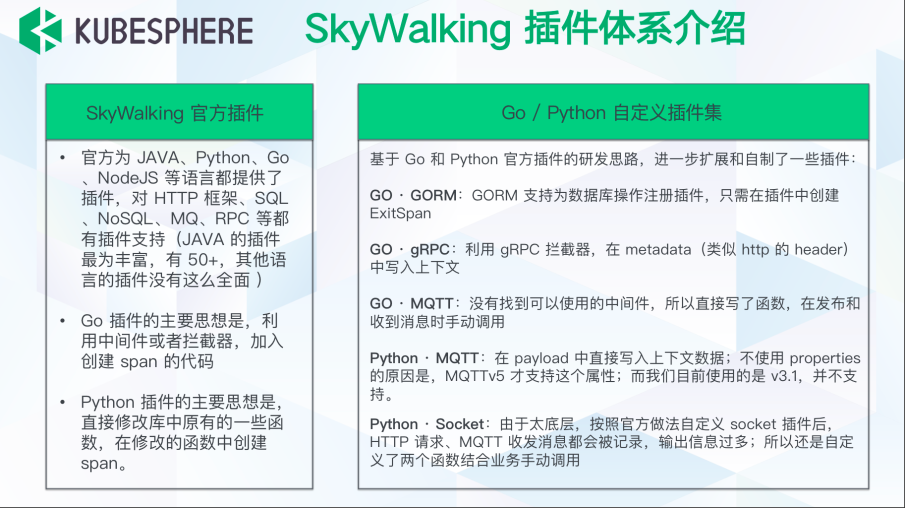 KUBESPHERE
SkyWalking 插件体系介绍
SkyWalking 官方插件
• 官方为 JAVA、Python、Go
、NodeJS 等语言都提供了
插件，对 HTTP 框架、SQL
、NoSQL、MQ、RPC 等都
有插件支持（JAVA 的插件
最为丰富，有 50+，其他语
言的插件没有这么全面 ）
• Go 插件的主要思想是，利
用中间件或者拦截器，加入
创建 span 的代码
• Python 插件的主要思想是，
直接修改库中原有的一些函
数，在修改的函数中创建
span。
Go / Python 自定义插件集
基于 Go 和 Python 官方插件的研发思路，进一步扩展和自制了一些插件：
GO · GORM：GORM 支持为数据库操作注册插件，只需在插件中创建
ExitSpan
GO · gRPC：利用 gRPC 拦截器，在 metadata（类似 http 的 header）
中写入上下文
GO · MQTT：没有找到可以使用的中间件，所以直接写了函数，在发布和
收到消息时手动调用
Python · MQTT：在 payload 中直接写入上下文数据；不使用 properties
的原因是，MQTTv5 才支持这个属性；而我们目前使用的是 v3.1，并不支
持。
Python · Socket：由于太底层，按照官方做法自定义 socket 插件后，
HTTP 请求、MQTT 收发消息都会被记录，输出信息过多；所以还是自定
义了两个函数结合业务手动调用